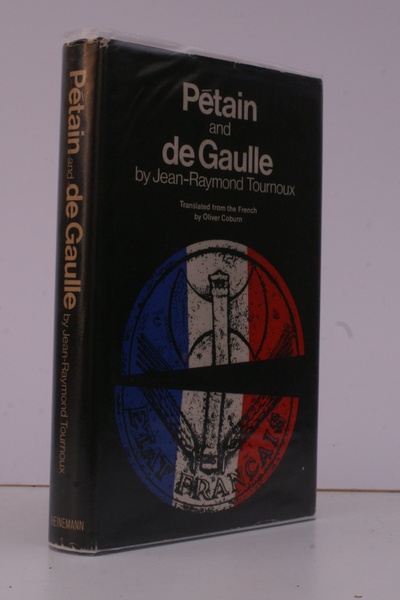 Pétain
and
de Gaulle
by Jean-Raymond Tournoux
Translated from the French
by Oliver Coburn
ETAT FRANÇAIS
Pétain and de Gaulle by Jean-Raymond Tournoux
HEINEMANN